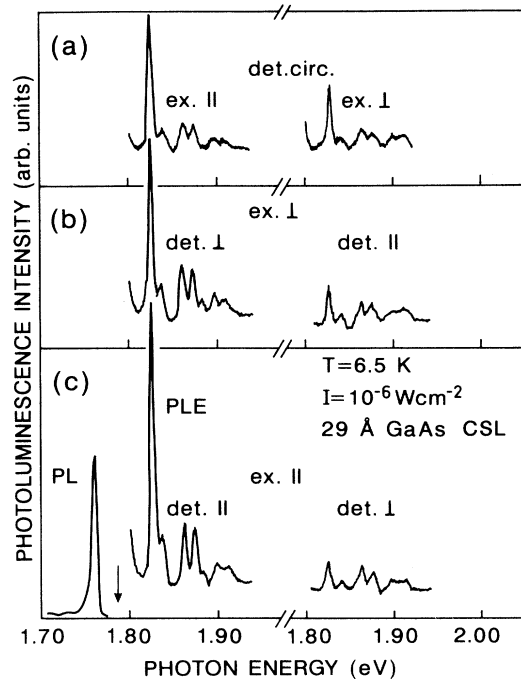 (a)
det.circ.
ex. ||
ex. ⊥
(b)
ex. ⊥
det. ⊥
det. ||
(c)
T=6.5 K
I=10⁻⁶Wcm⁻²
29 Å GaAs CSL
PLE
PL
ex. ||
det. ||
det. ⊥
1.70 1.80 1.90 1.80 1.90 2.00
PHOTON ENERGY (eV)
PHOTOLUMINESCENCE INTENSITY (arb. units)